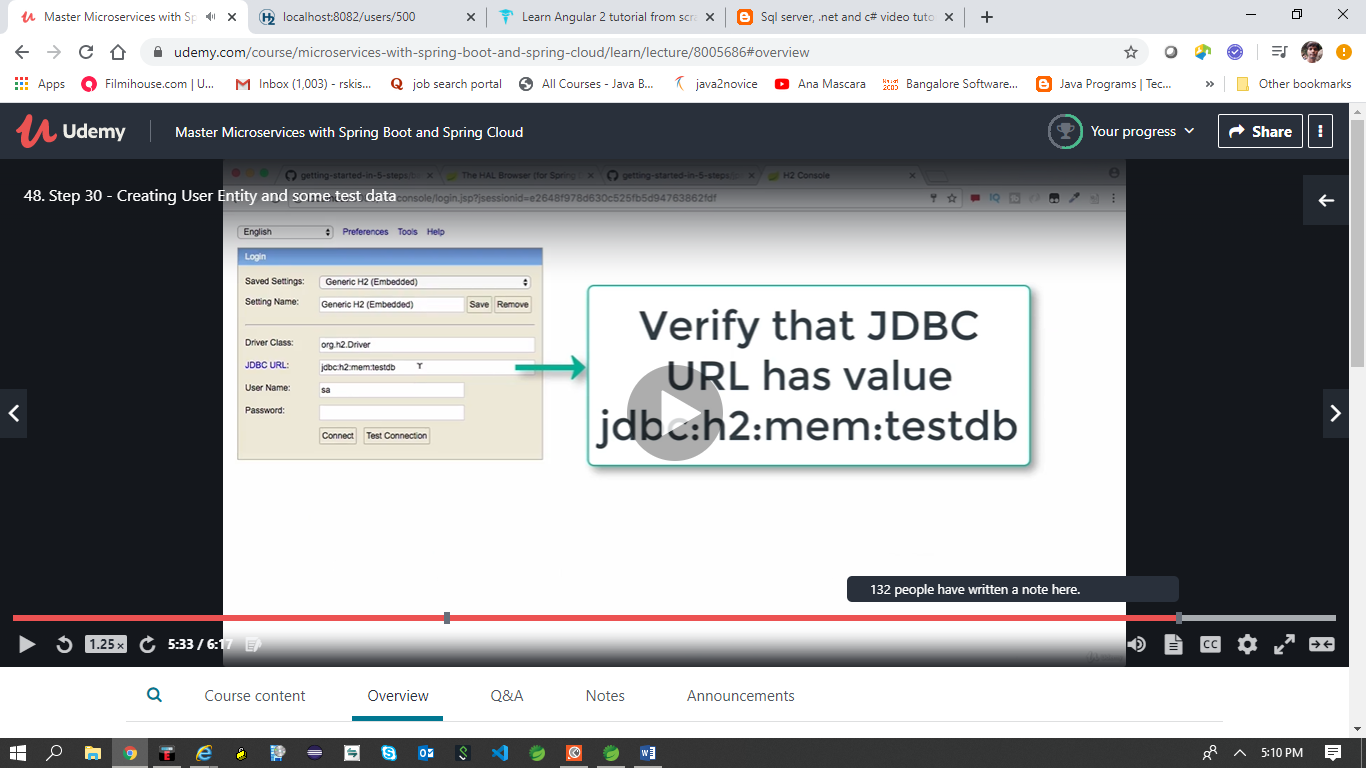 Master Microservices with Sp
localhost:8082/users/500
Learn Angular 2 tutorial from scra
Sql server, .net and c# video tuto
udemy.com/course/microservices-with-spring-boot-and-spring-cloud/learn/lecture/8005686#overview
Apps
Filmihouse.com | U...
Inbox (1,003) - rskis...
job search portal
All Courses - Java B...
java2novice
Ana Mascara
Bangalore Software...
Java Programs | Tec...
»
Other bookmarks
Udemy
Master Microservices with Spring Boot and Spring Cloud
Your progress
Share
getting-started-in-5-steps/
The HAL Browser (for Spring
getting-started-in-5-steps/
H2 Console
48. Step 30 - Creating User Entity and some test data
console/login.jsp?jsessionid=e2648f978d630c525fb5d94763862fdf
IQ
English
Preferences
Tools
Help
Login
Saved Settings:
Generic H2 (Embedded)
Setting Name:
Generic H2 (Embedded)
Save
Remove
Driver Class:
org.h2.Driver
JDBC URL:
jdbc:h2:mem:testdb
User Name:
sa
Password:
Connect
Test Connection
Verify that JDBC
URL has value
jdbc:h2:mem:testdb
132 people have written a note here.
1.25x
5:33 / 6:17
CC
Course content
Overview
Q&A
Notes
Announcements
5:10 PM